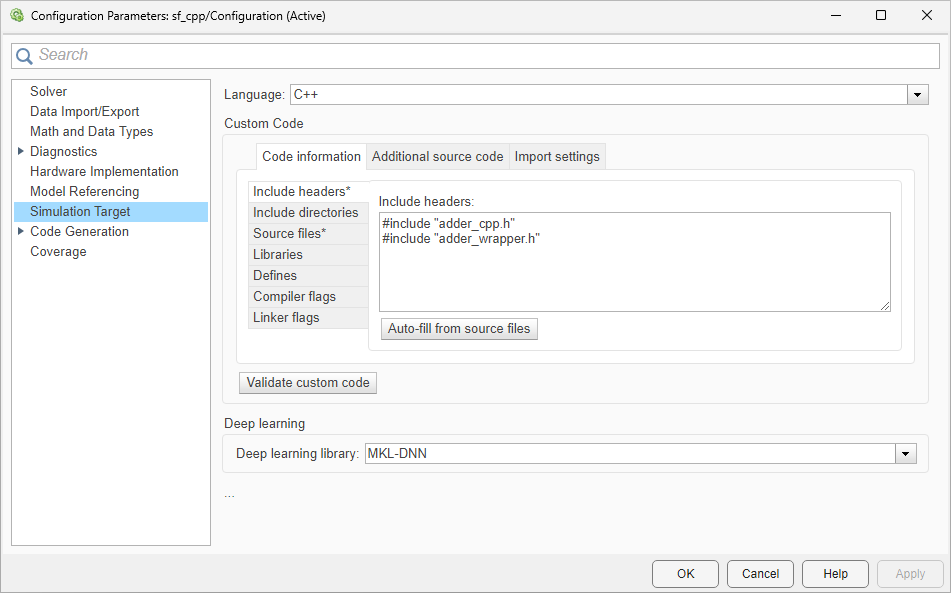 Configuration Parameters: sf_cpp/Configuration (Active)
Search
Solver
Data Import/Export
Math and Data Types
Diagnostics
Hardware Implementation
Model Referencing
Simulation Target
Code Generation
Coverage
Language: C++
Custom Code
Code information Additional source code Import settings
Include headers*
Include directories
Source files*
Libraries
Defines
Compiler flags
Linker flags
Include headers:
#include "adder_cpp.h"
#include "adder_wrapper.h"
Auto-fill from source files
Validate custom code
Deep learning
Deep learning library: MKL-DNN
...
OK Cancel Help Apply